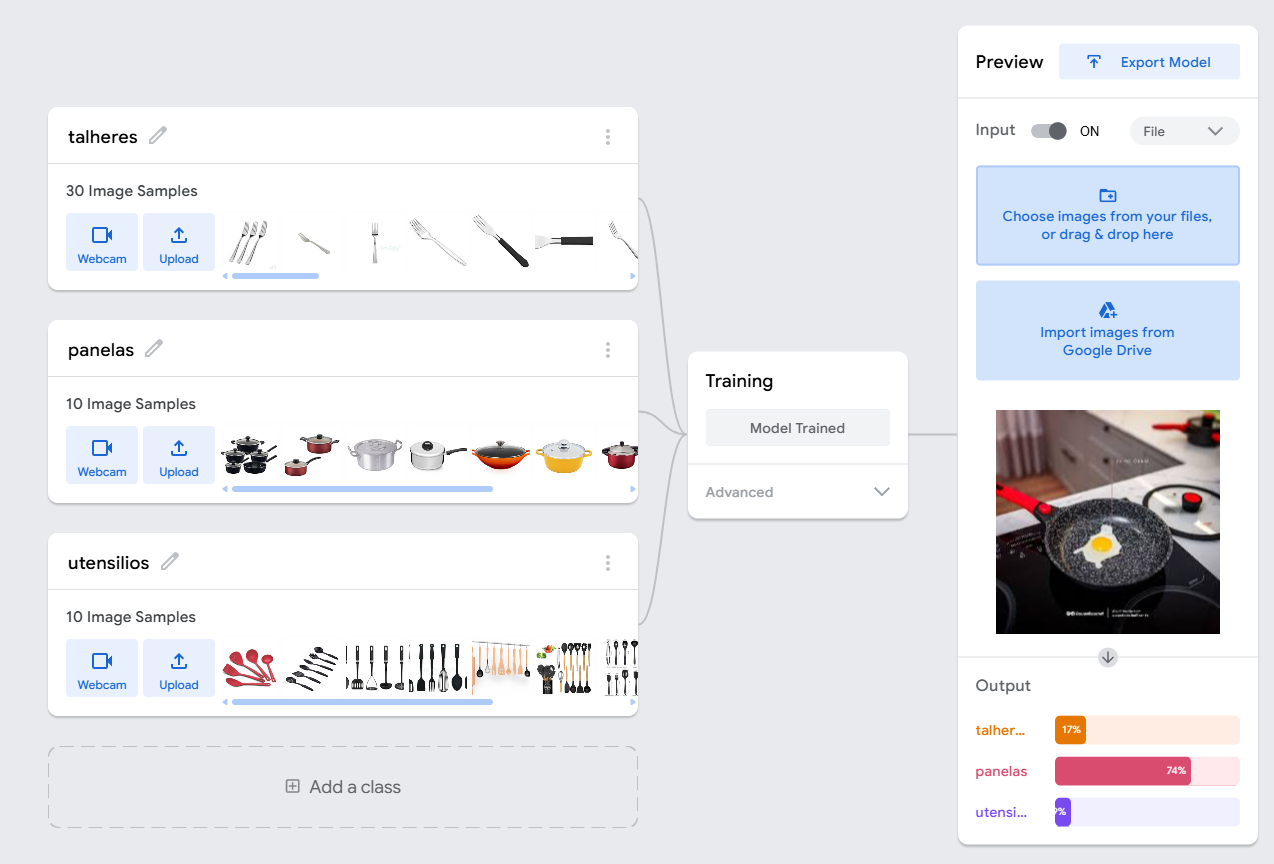 talheres
30 Image Samples
Webcam
Upload
panelas
10 Image Samples
Webcam
Upload
utensilios
10 Image Samples
Webcam
Upload
Add a class
Training
Model Trained
Advanced
Preview
Export Model
Input
ON
File
Choose images from your files,
or drag & drop here
Import images from
Google Drive
Output
talher...
17%
panelas
74%
utensi...